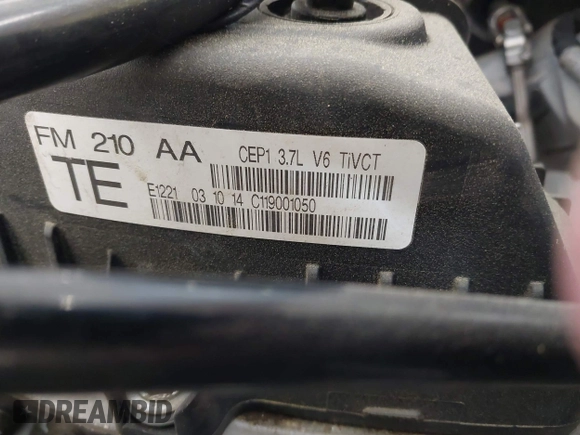 FM 210 AA
CEP1 3.7L V6 TiVCT
TE
E1221 03 10 14 C119001050
DREAMBID